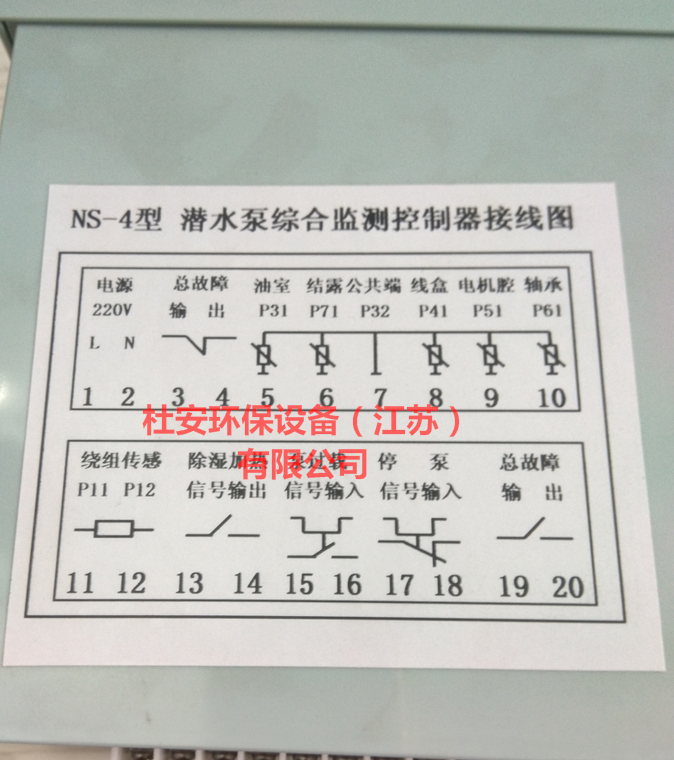 NS-4型 潜水泵综合监测控制器接线图
电源 总故障 油室 结露 公共端 线盒 电机腔 轴承
220V 输 出 P31 P71 P32 P41 P51 P61
L N
1 2 3 4 5 6 7 8 9 10
杜安环保设备（江苏）
有限公司
绕组传感 除湿加热 泵过载 停 泵 总故障
P11 P12 信号输出 信号输入 信号输入 输 出
11 12 13 14 15 16 17 18 19 20